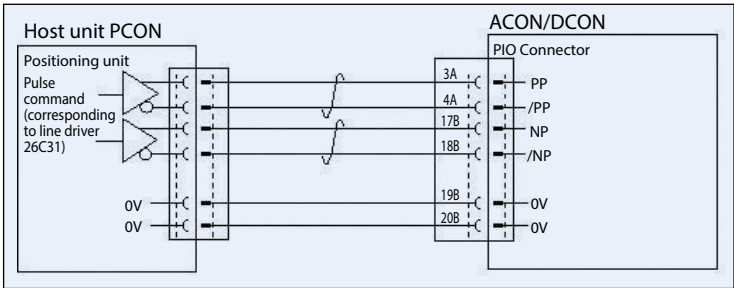 Host unit PCON
ACON/DCON
Positioning unit
PIO Connector
Pulse
command
(corresponding
to line driver
26C31)
3A
PP
4A
/PP
17B
NP
18B
/NP
0V
19B
0V
0V
20B
0V